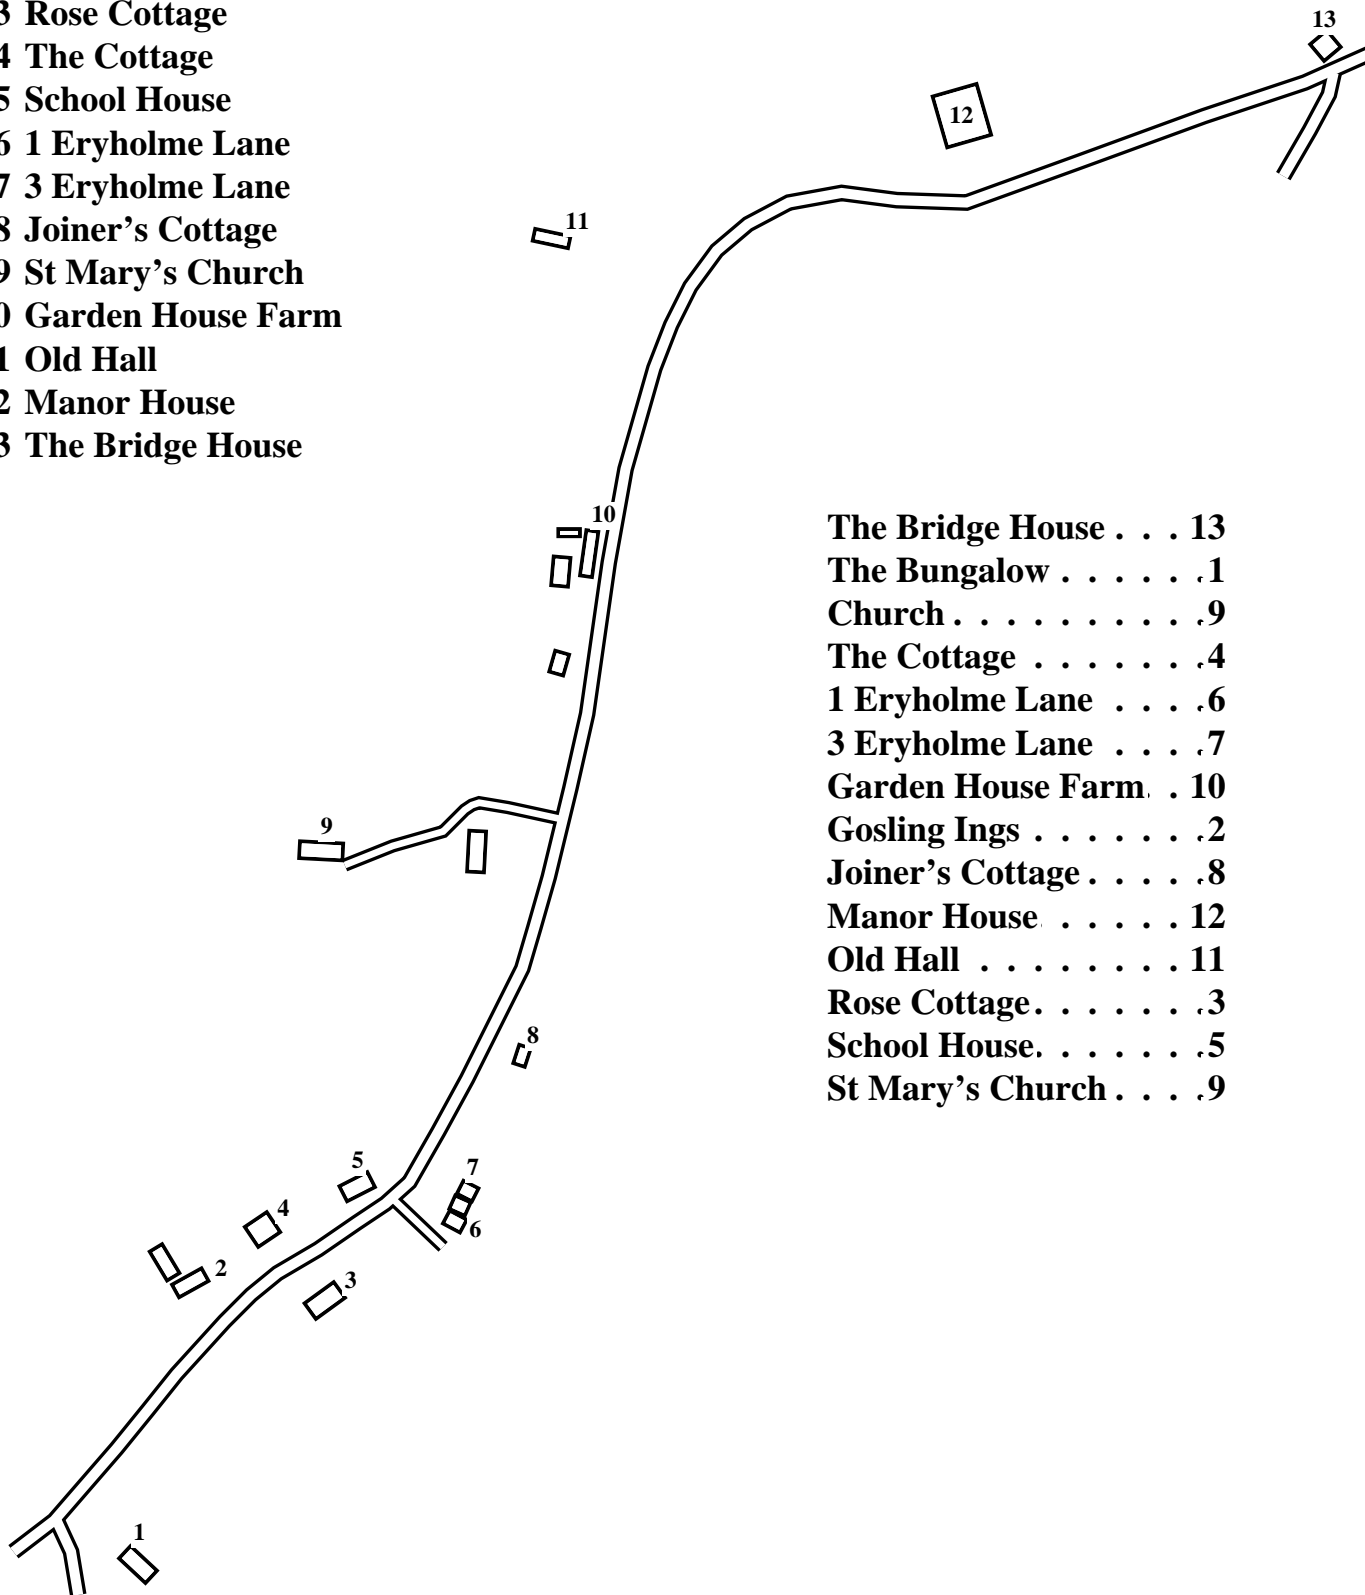 3 Rose Cottage
4 The Cottage
5 School House
6 1 Eryholme Lane
7 3 Eryholme Lane
8 Joiner’s Cottage
9 St Mary’s Church
0 Garden House Farm
1 Old Hall
2 Manor House
3 The Bridge House
13
12
11
10
The Bridge House . . . 13
The Bungalow . . . . . . 1
Church . . . . . . . . . . 9
The Cottage . . . . . . . 4
1 Eryholme Lane . . . . 6
3 Eryholme Lane . . . . 7
Garden House Farm . . 10
Gosling Ings . . . . . . . 2
Joiner’s Cottage . . . . . 8
Manor House . . . . . . 12
Old Hall . . . . . . . . 11
Rose Cottage . . . . . . . 3
School House . . . . . . . 5
St Mary’s Church . . . . 9
9
8
5
7
4
6
2
3
1